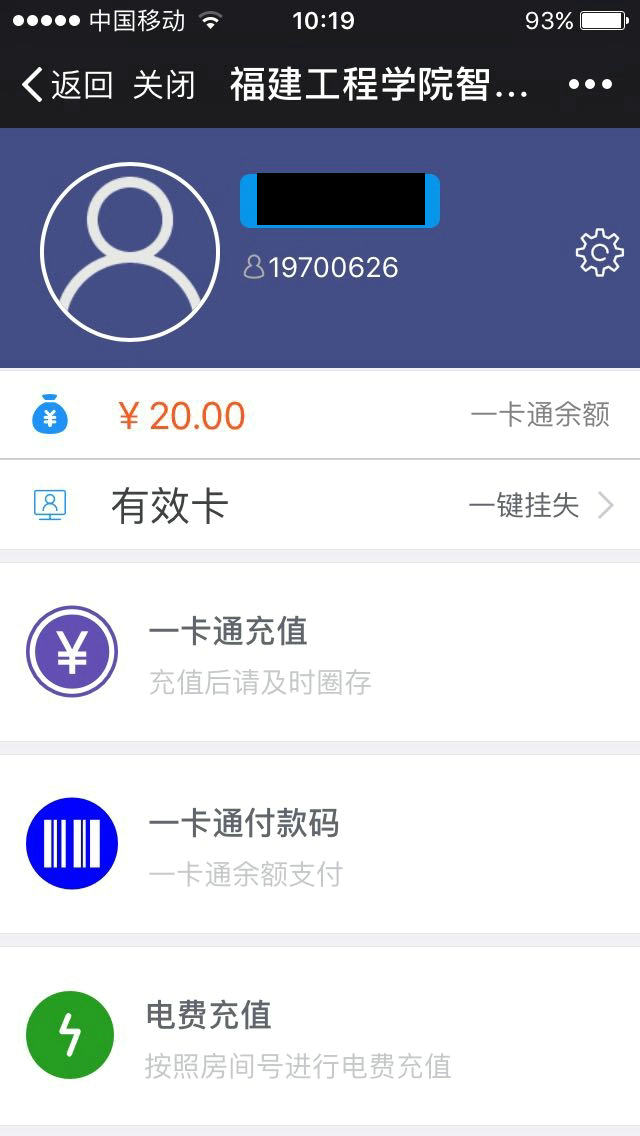 中国移动 10:19 93%
返回 关闭 福建工程学院智...
19700626
¥ 20.00 一卡通余额
有效卡 一键挂失
¥
一卡通充值
充值后请及时圈存
一卡通付款码
一卡通余额支付
电费充值
按照房间号进行电费充值